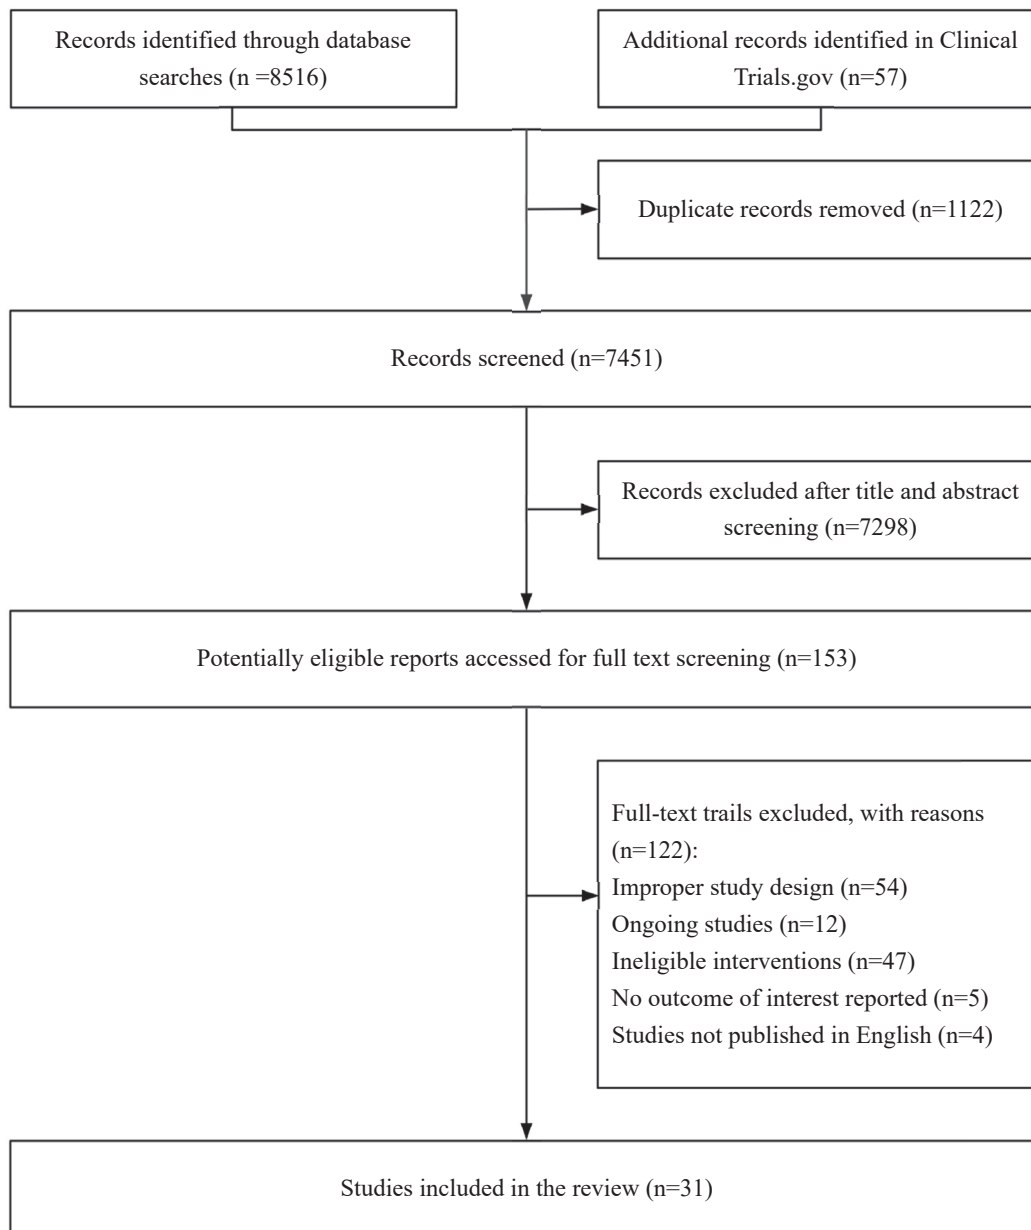 Records identified through database
searches (n =8516)
Additional records identified in Clinical
Trials.gov (n=57)
Duplicate records removed (n=1122)
Records screened (n=7451)
Records excluded after title and abstract
screening (n=7298)
Potentially eligible reports accessed for full text screening (n=153)
Full-text trails excluded, with reasons
(n=122):
Improper study design (n=54)
Ongoing studies (n=12)
Ineligible interventions (n=47)
No outcome of interest reported (n=5)
Studies not published in English (n=4)
Studies included in the review (n=31)